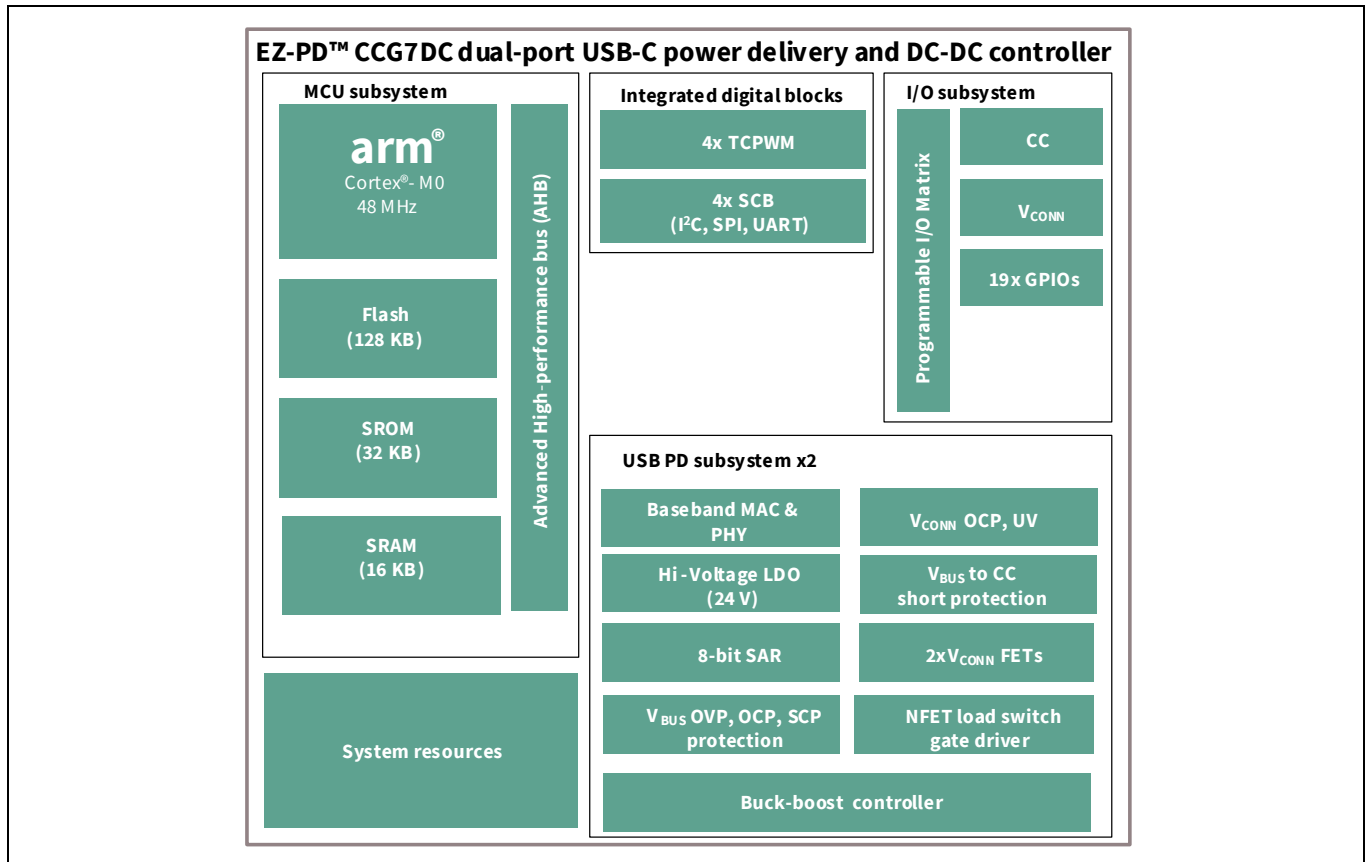 EZ-PD™ CCG7DC dual-port USB-C power delivery and DC-DC controller
MCU subsystem
arm®
Cortex®- M0
48 MHz
Flash
(128 KB)
SROM
(32 KB)
SRAM
(16 KB)
Advanced High-performance bus (AHB)
System resources
Integrated digital blocks
4x TCPWM
4x SCB
(I²C, SPI, UART)
I/O subsystem
Programmable I/O Matrix
CC
VCONN
19x GPIOs
USB PD subsystem x2
Baseband MAC &
PHY
VCONN OCP, UV
Hi-Voltage LDO
(24 V)
VBUS to CC
short protection
8-bit SAR
2xVCONN FETs
VBUS OVP, OCP, SCP
protection
NFET load switch
gate driver
Buck-boost controller